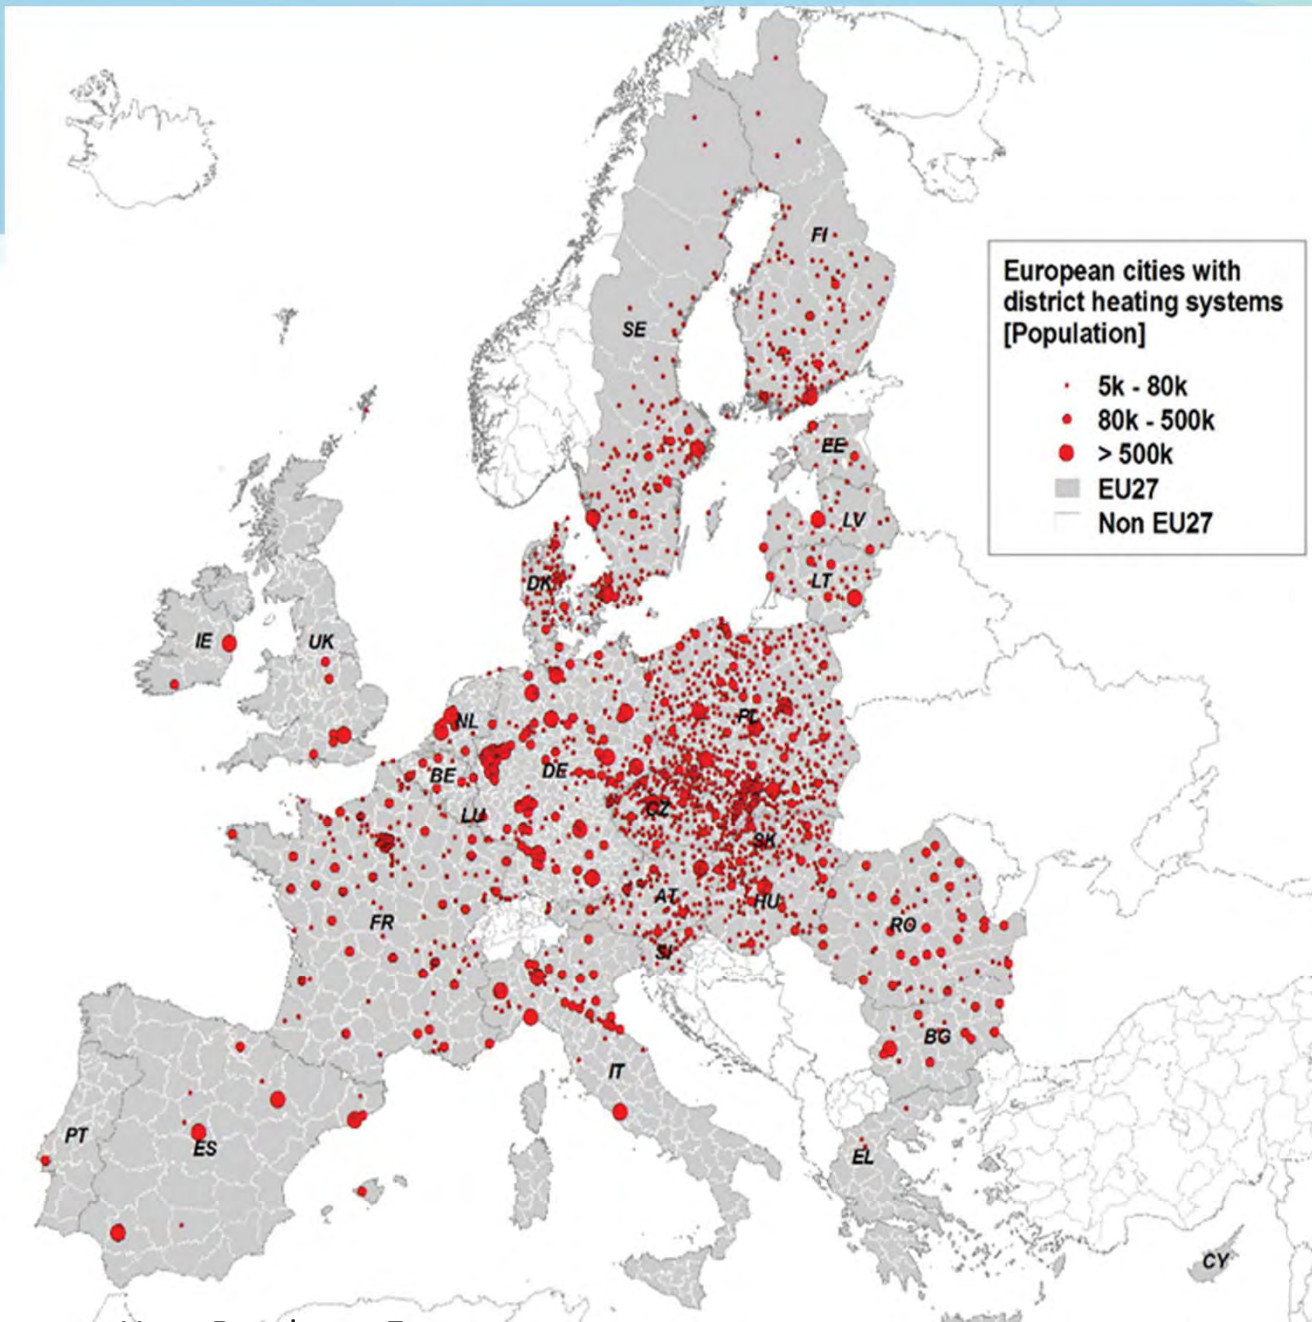 European cities with
district heating systems
[Population]
5k - 80k
80k - 500k
> 500k
EU27
Non EU27
FI
SE
EE
LV
LT
DK
IE
UK
NL
PL
BE
DE
LU
CZ
SK
AT
HU
FR
RO
SI
BG
IT
PT
ES
EL
CY